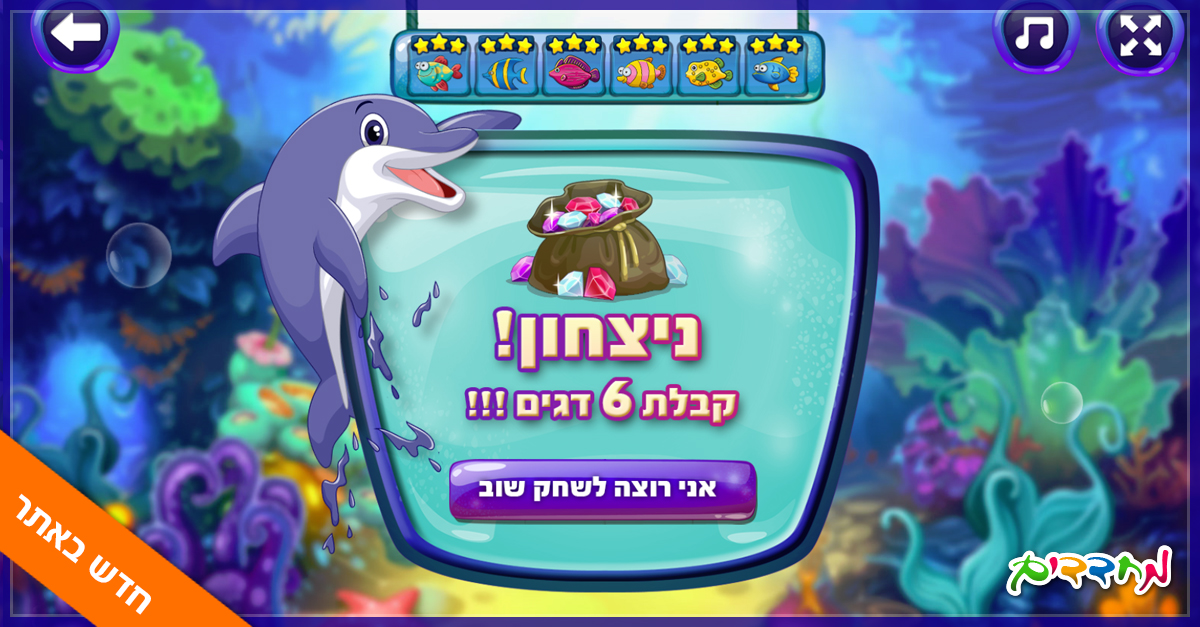 ניצחון!
קבלת 6 דגים !!!
אני רוצה לשחק שוב
חדש באתר
מחדדים